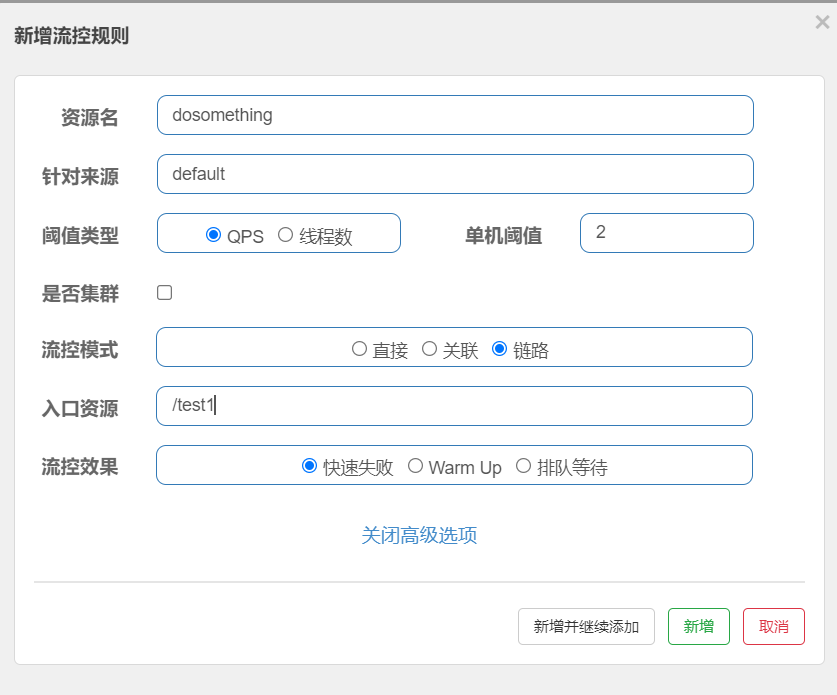 新增流控规则 ×
资源名 dosomething
针对来源 default
阈值类型 QPS 线程数 单机阈值 2
是否集群
流控模式 直接 关联 链路
入口资源 /test1
流控效果 快速失败 Warm Up 排队等待
关闭高级选项
新增并继续添加 新增 取消